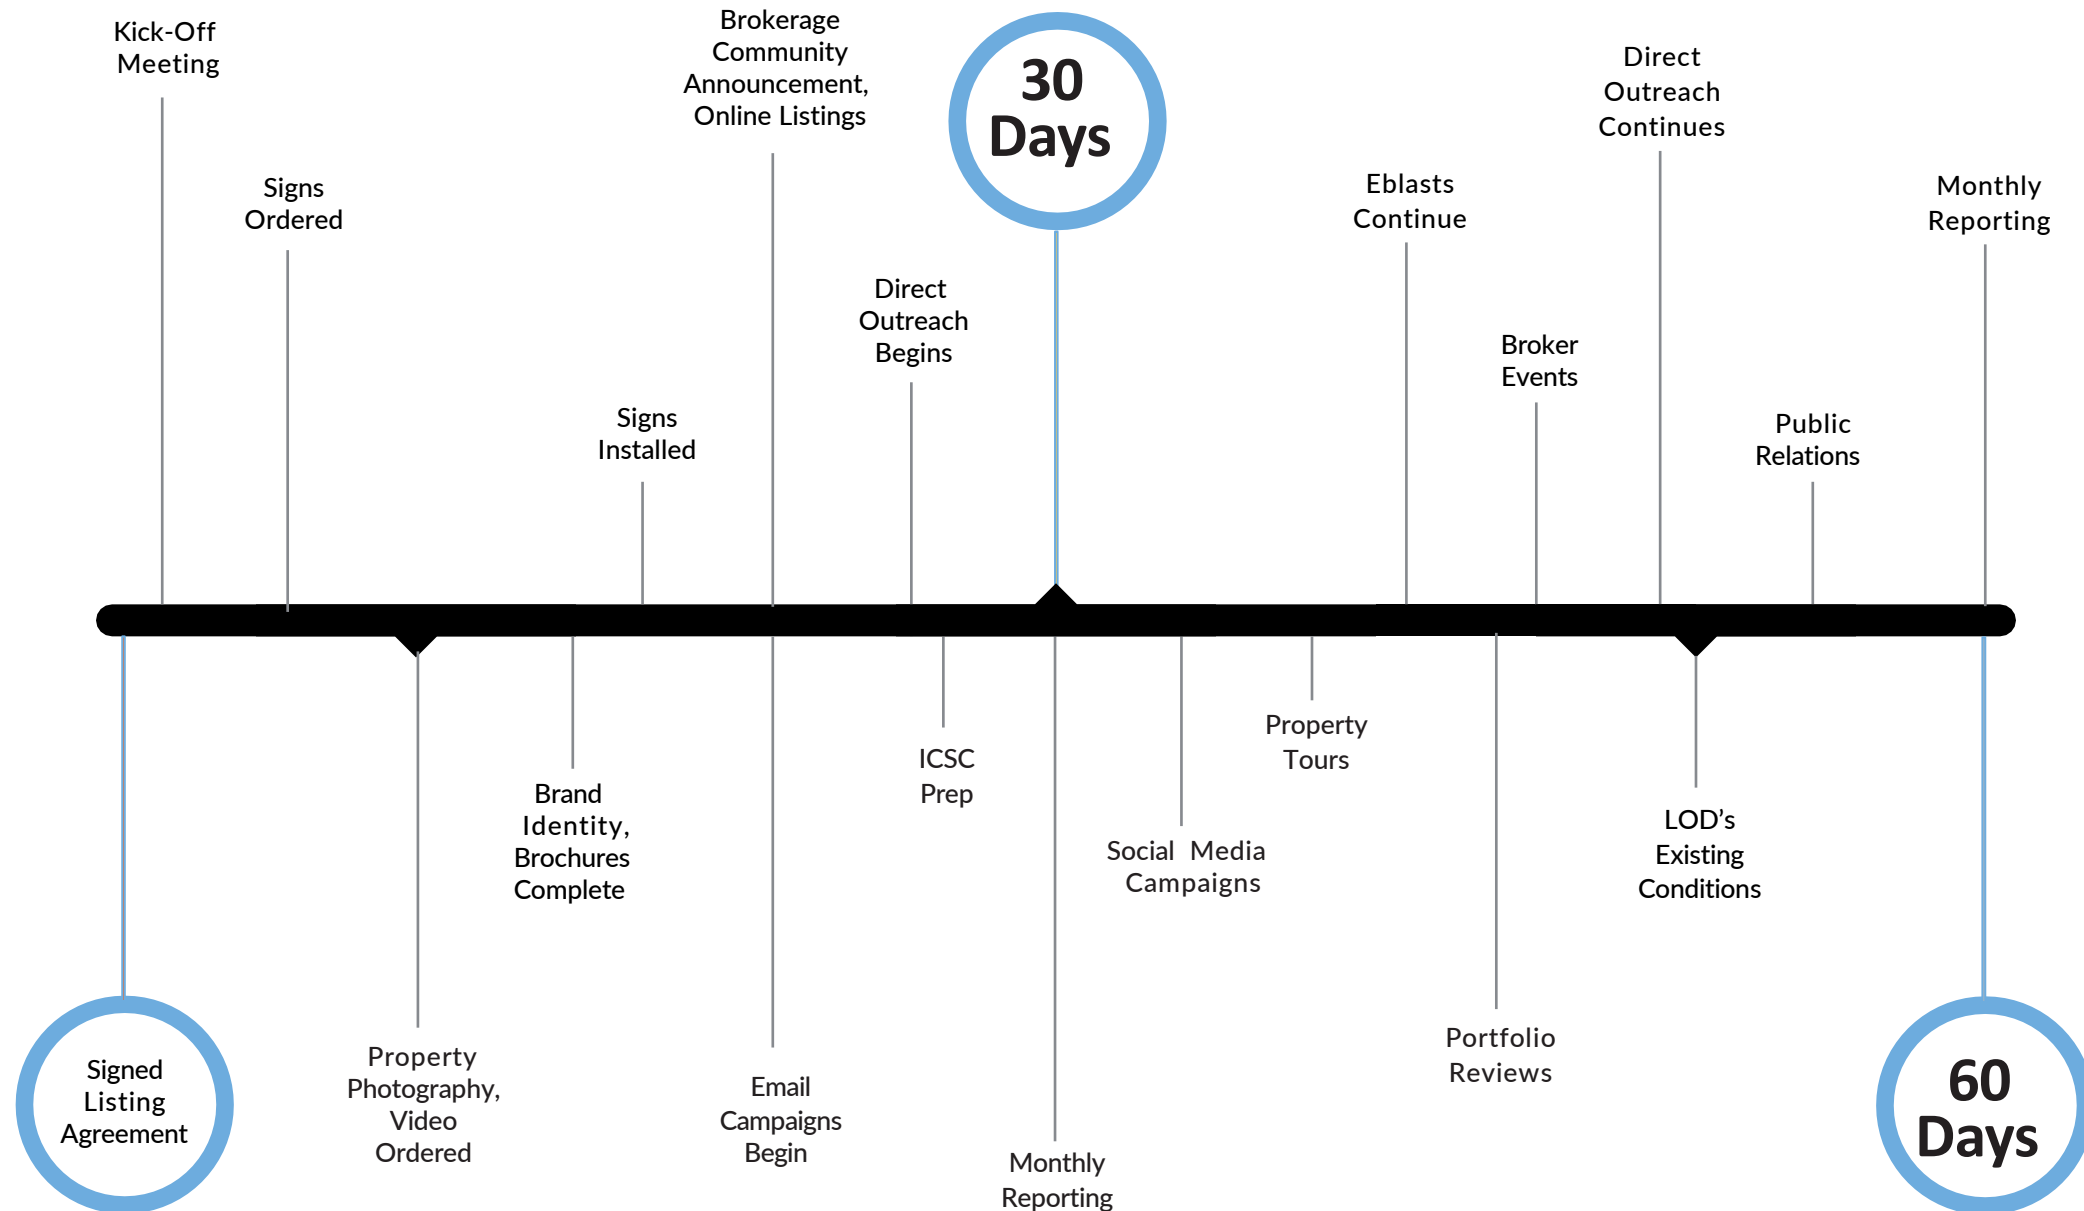 Kick-Off
Meeting
Signs
Ordered
Signs
Installed
Brokerage
Community
Announcement,
Online Listings
Direct
Outreach
Begins
30
Days
Eblasts
Continue
Broker
Events
Direct
Outreach
Continues
Public
Relations
Monthly
Reporting
Signed
Listing
Agreement
Property
Photography,
Video
Ordered
Brand
Identity,
Brochures
Complete
Email
Campaigns
Begin
ICSC
Prep
Monthly
Reporting
Social Media
Campaigns
Property
Tours
Portfolio
Reviews
LOD’s
Existing
Conditions
60
Days